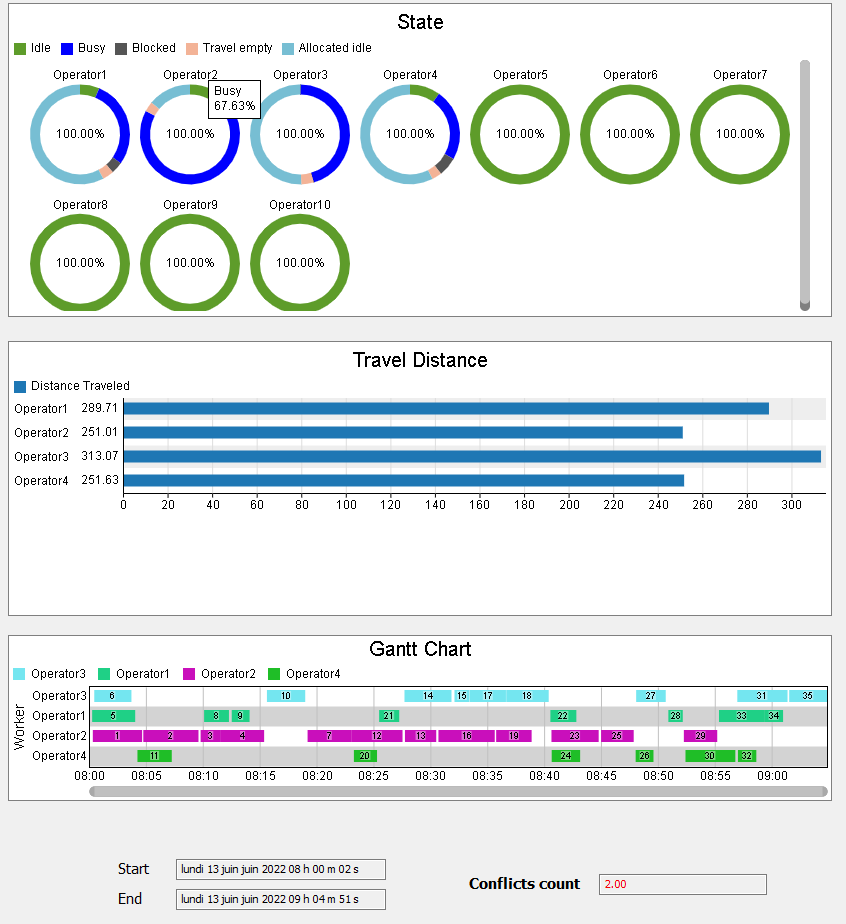 State
Idle Busy Blocked Travel empty Allocated idle
Operator1 Operator2 Operator3 Operator4 Operator5 Operator6 Operator7
Busy
67.63%
100.00% 100.00% 100.00% 100.00% 100.00% 100.00% 100.00%
Operator8 Operator9 Operator10
100.00% 100.00% 100.00%
Travel Distance
Distance Traveled
Operator1 289.71
Operator2 251.01
Operator3 313.07
Operator4 251.63
0 20 40 60 80 100 120 140 160 180 200 220 240 260 280 300
Gantt Chart
Operator3 Operator1 Operator2 Operator4
Worker
Operator3 6 10 14 15 17 18 27 31 35
Operator1 5 8 9 21 22 28 33 34
Operator2 1 2 3 4 7 12 13 16 19 23 25 29
Operator4 11 20 24 26 30 32
08:00 08:05 08:10 08:15 08:20 08:25 08:30 08:35 08:40 08:45 08:50 08:55 09:00
Start lundi 13 juin juin 2022 08 h 00 m 02 s
End lundi 13 juin juin 2022 09 h 04 m 51 s
Conflicts count 2.00